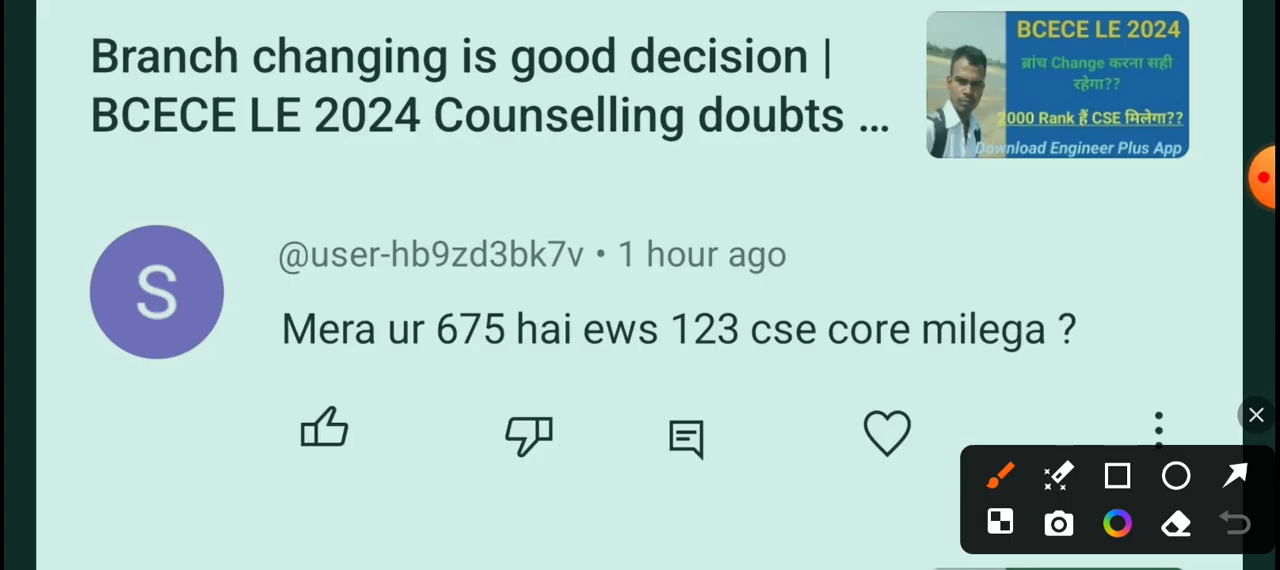 Branch changing is good decision |
BCECE LE 2024 Counselling doubts ...
BCECE LE 2024
ब्रांच Change करना सही
रहेगा??
2000 Rank हैं CSE मिलेगा??
Download Engineer Plus App
S
@user-hb9zd3bk7v • 1 hour ago
Mera ur 675 hai ews 123 cse core milega ?